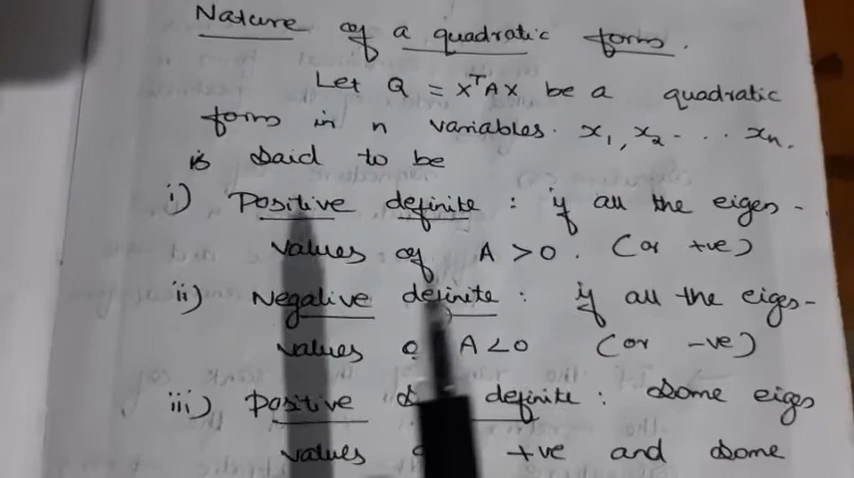 Nature of a quadratic form.
Let Q = XᵀAX be a quadratic
form in n variables. x₁, x₂ - . . . xₙ.
is said to be
i) Positive definite : if all the eigen -
values of A > 0. (or +ve)
ii) Negative definite : if all the eigen -
values A < 0 (or -ve)
iii) Positive definite : Some eigen
values +ve and some